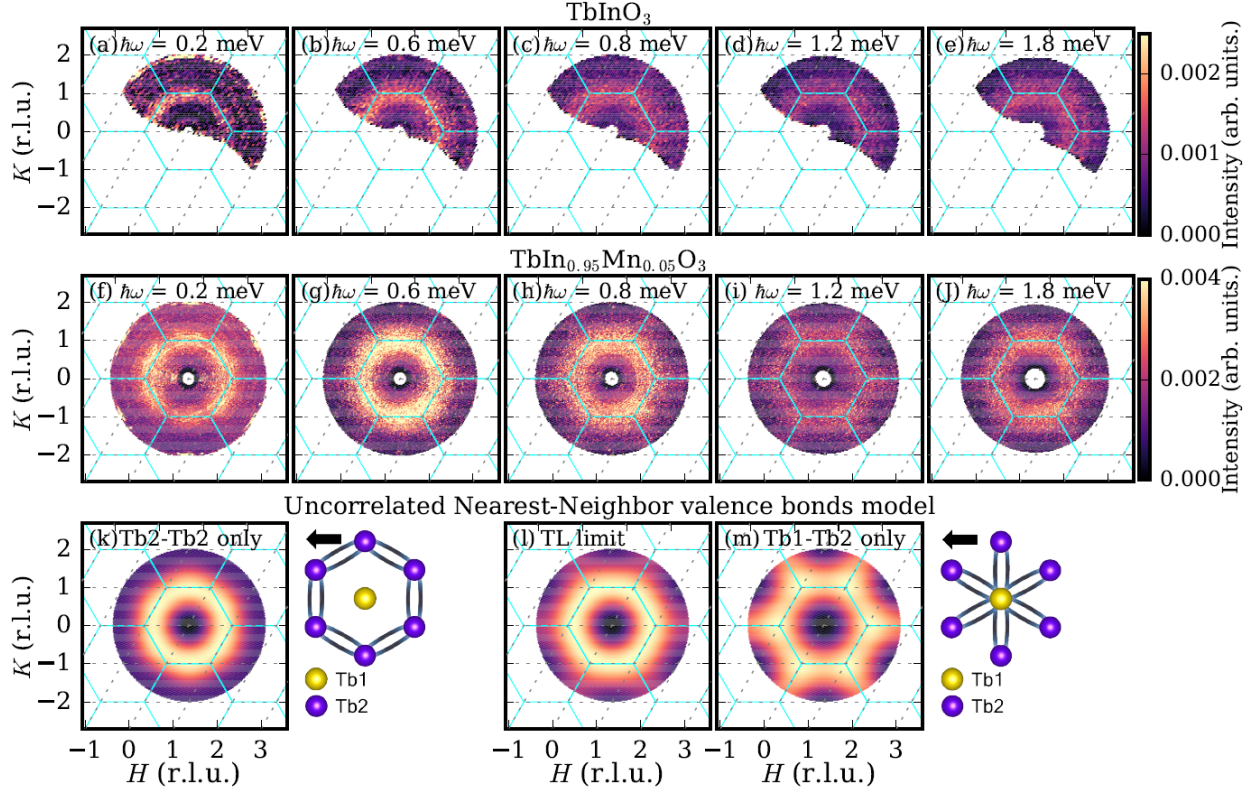 TbInO₃
(a) ℏω = 0.2 meV
(b) ℏω = 0.6 meV
(c) ℏω = 0.8 meV
(d) ℏω = 1.2 meV
(e) ℏω = 1.8 meV
2
1
0
−1
−2
K (r.l.u.)
0.002
0.001
0.000
Intensity (arb. units.)
TbIn₀.₉₅Mn₀.₀₅O₃
(f) ℏω = 0.2 meV
(g) ℏω = 0.6 meV
(h) ℏω = 0.8 meV
(i) ℏω = 1.2 meV
(J) ℏω = 1.8 meV
2
1
0
−1
−2
K (r.l.u.)
0.004
0.002
0.000
Intensity (arb. units.)
Uncorrelated Nearest-Neighbor valence bonds model
(k) Tb2-Tb2 only
(l) TL limit
(m) Tb1-Tb2 only
2
1
0
−1
−2
K (r.l.u.)
Tb1
Tb2
Tb1
Tb2
−1 0 1 2 3
−1 0 1 2 3
−1 0 1 2 3
H (r.l.u.)
H (r.l.u.)
H (r.l.u.)